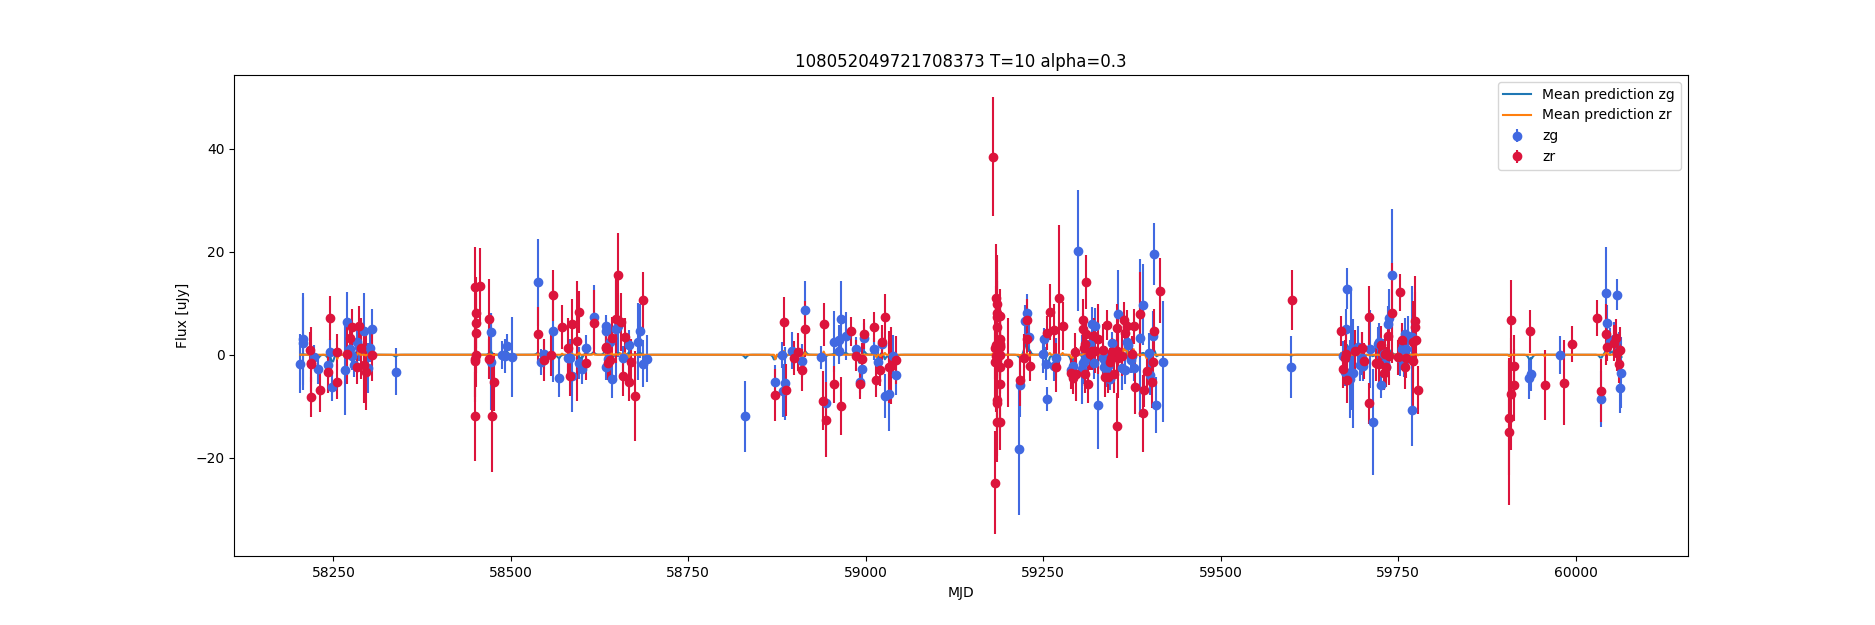 108052049721708373 T=10 alpha=0.3
Mean prediction zg
Mean prediction zr
zg
zr
Flux [uJy]
40
20
0
−20
58250 58500 58750 59000 59250 59500 59750 60000
MJD